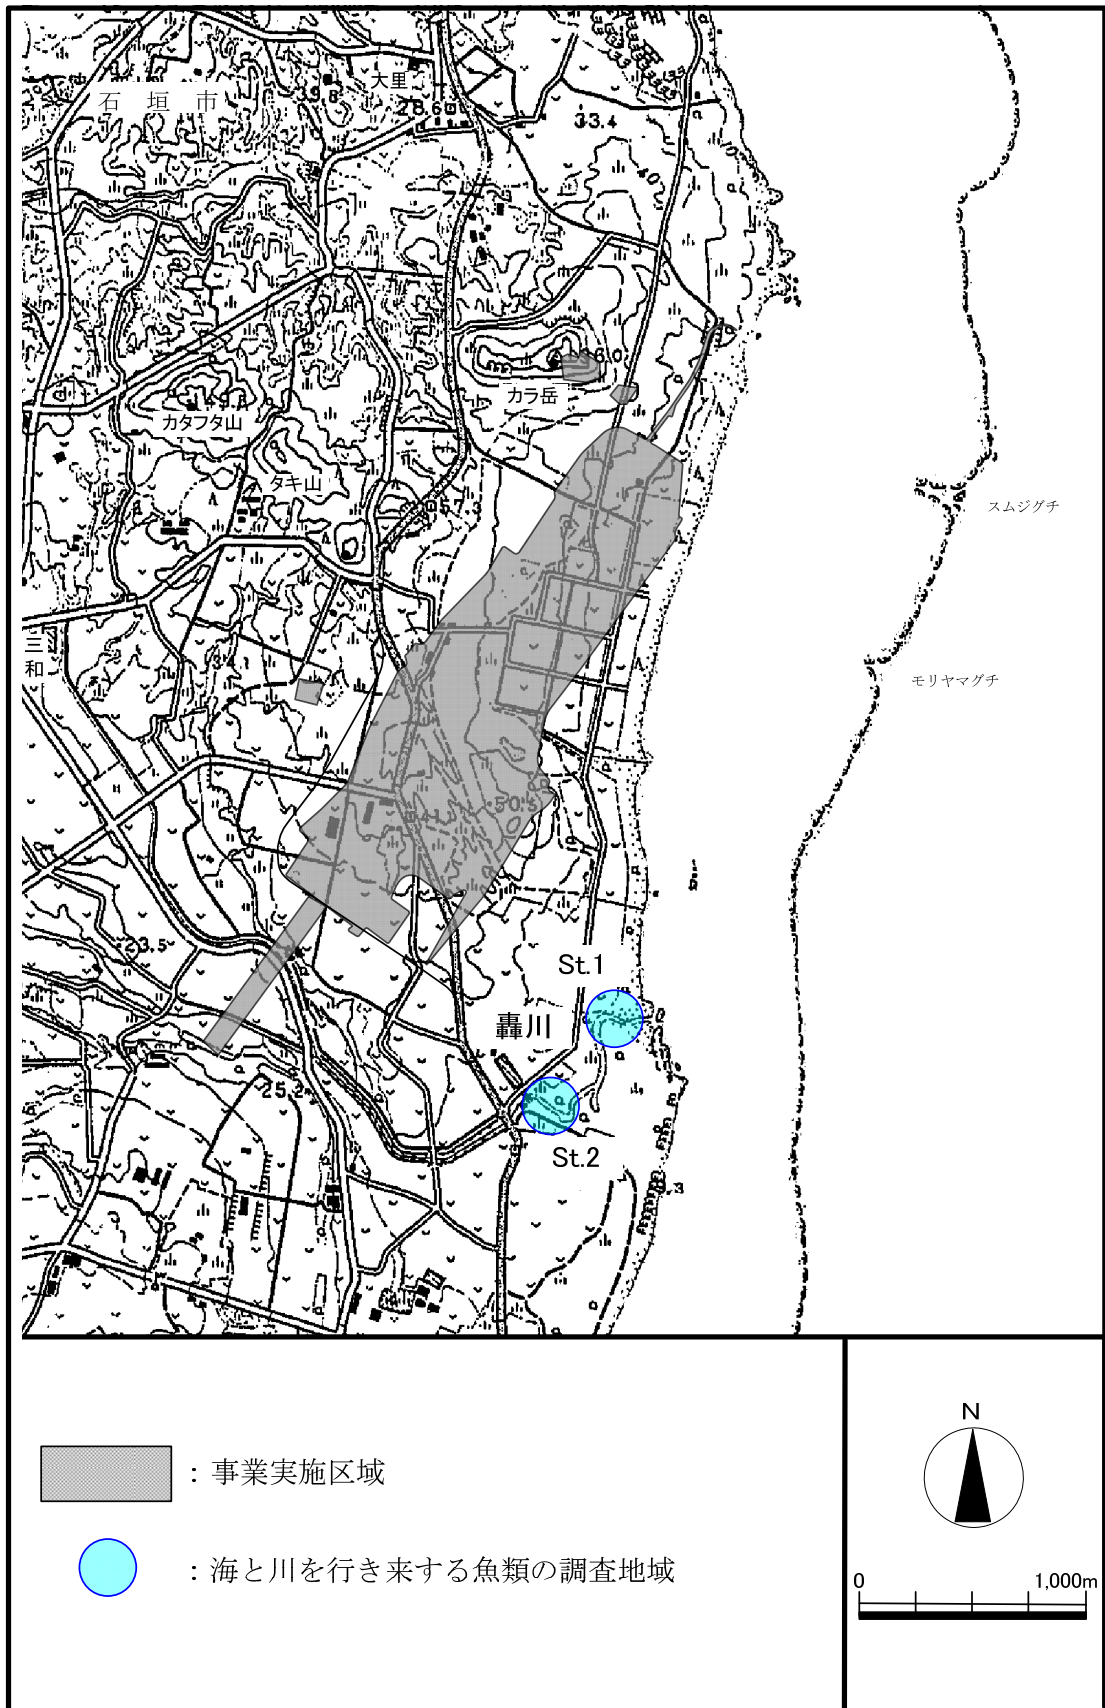 石垣市
大里
28.6
33.4
カラ岳
カタフタ山
タキ山
57.3
スムジグチ
三和
モリヤマグチ
50.5
23.5
St.1
轟川
25.2
St.2
：事業実施区域
：海と川を行き来する魚類の調査地域
N
0 1,000m